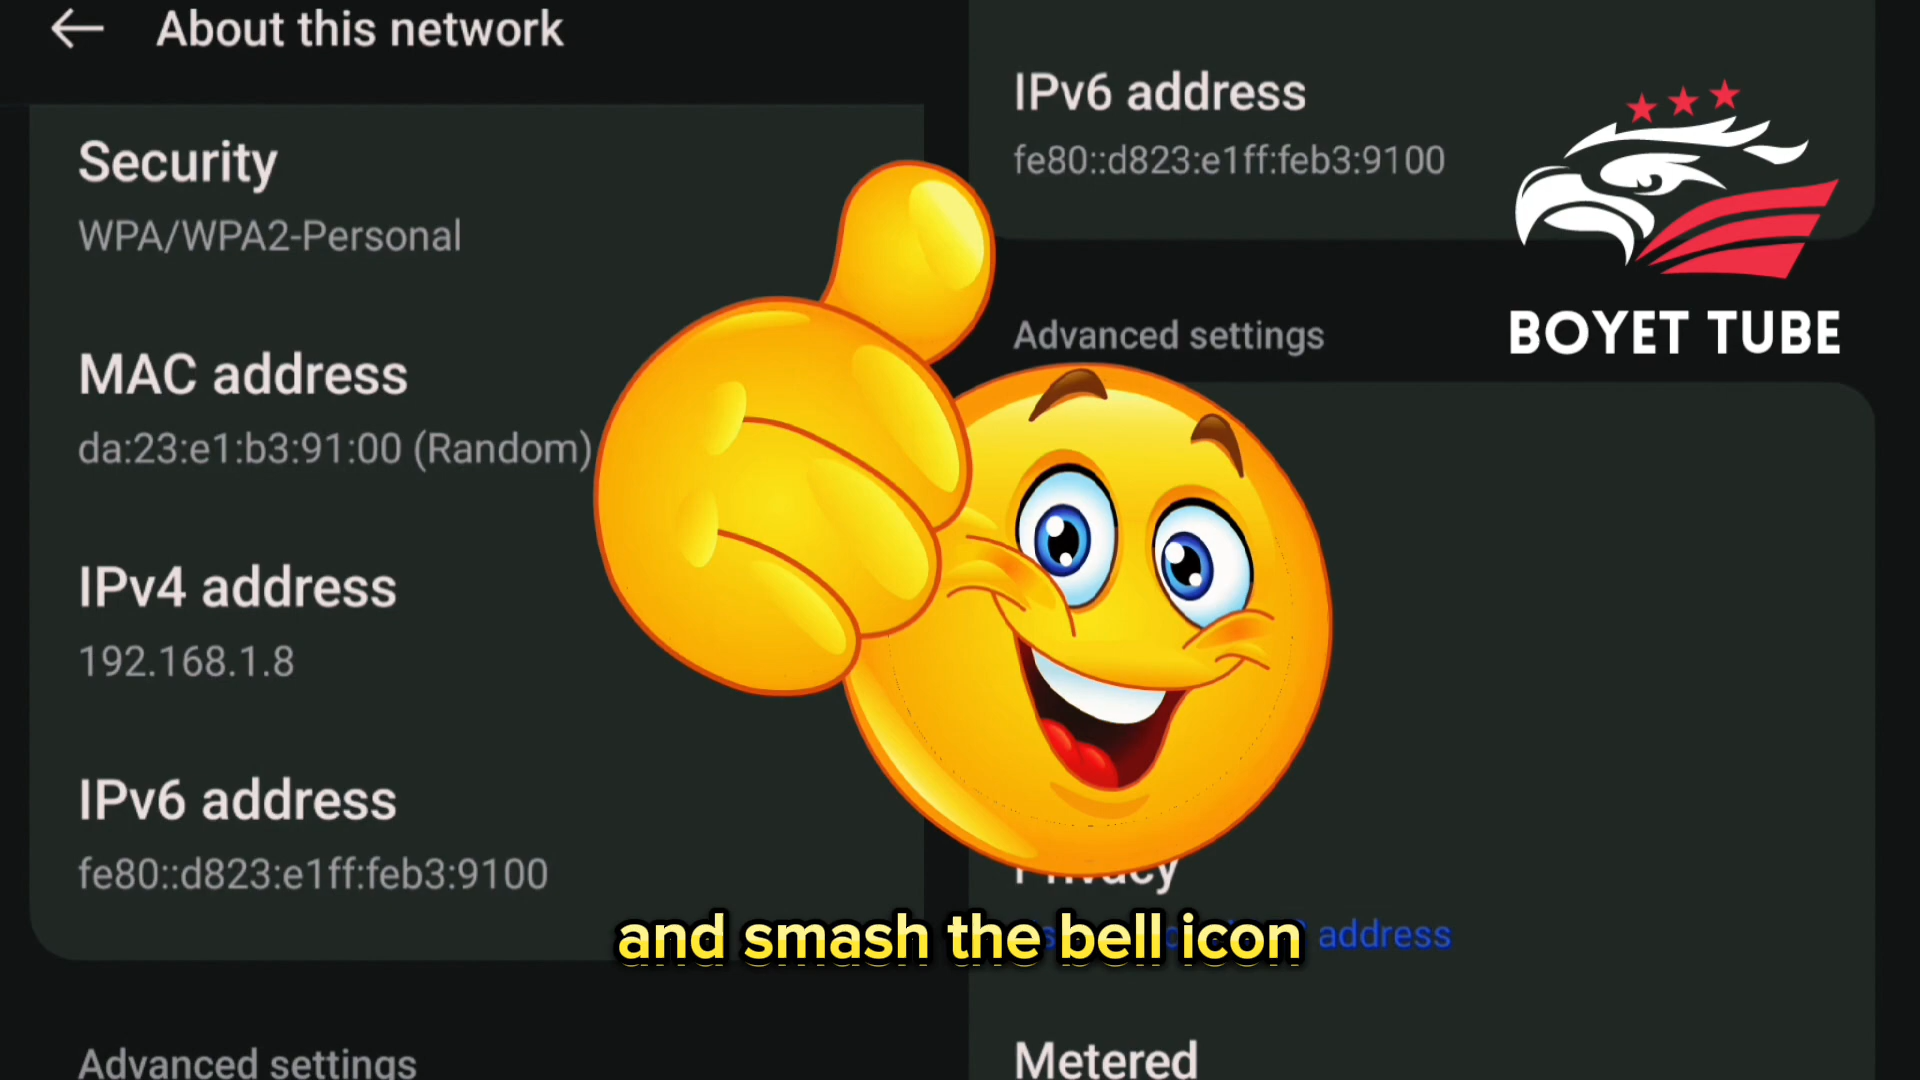 About this network
Security
WPA/WPA2-Personal
MAC address
da:23:e1:b3:91:00 (Random)
IPv4 address
192.168.1.8
IPv6 address
fe80::d823:e1ff:feb3:9100
Advanced settings
IPv6 address
fe80::d823:e1ff:feb3:9100
Advanced settings
Privacy
address
Metered
BOYET TUBE
and smash the bell icon